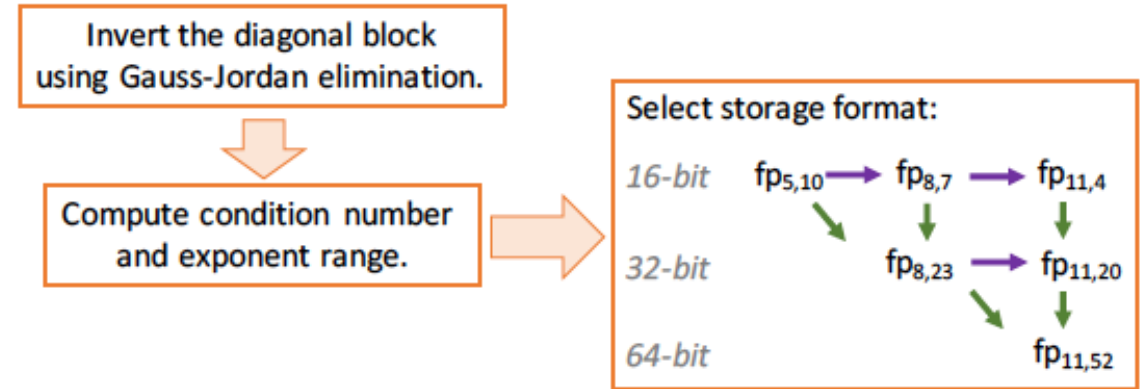 Invert the diagonal block
using Gauss-Jordan elimination.
Compute condition number
and exponent range.
Select storage format:
16-bit fp5,10 fp8,7 fp11,4
32-bit fp8,23 fp11,20
64-bit fp11,52